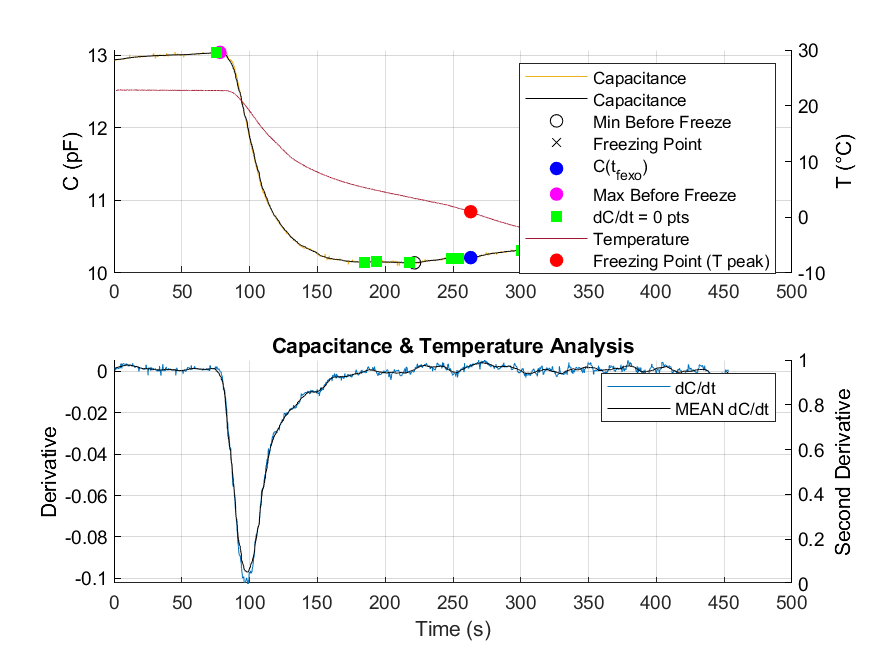 13
12
11
10
C (pF)
30
20
10
0
-10
T (°C)
Capacitance
Capacitance
Min Before Freeze
Freezing Point
C(t_fexo)
Max Before Freeze
dC/dt = 0 pts
Temperature
Freezing Point (T peak)
0 50 100 150 200 250 300 350 400 450 500
Capacitance & Temperature Analysis
0
-0.02
-0.04
-0.06
-0.08
-0.1
Derivative
1
0.8
0.6
0.4
0.2
0
Second Derivative
dC/dt
MEAN dC/dt
0 50 100 150 200 250 300 350 400 450 500
Time (s)